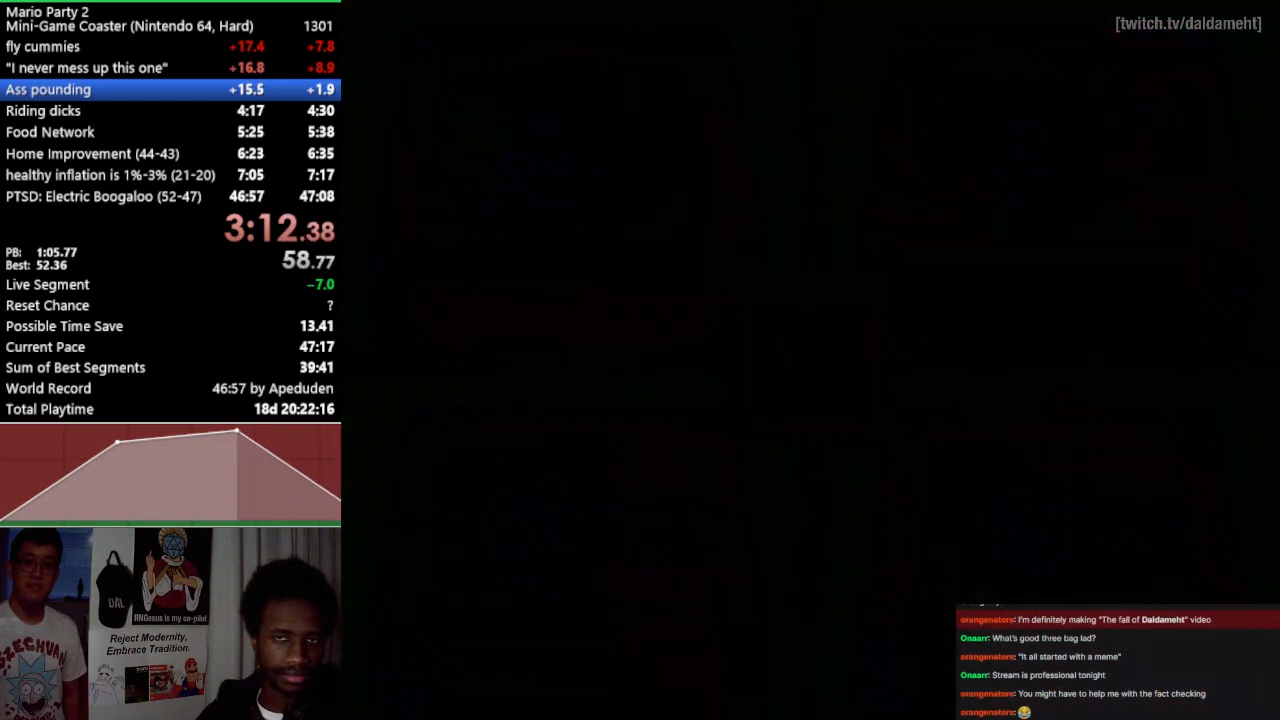 Mario Party 2
Mini-Game Coaster (Nintendo 64, Hard) 1301
fly cummies +17.4 +7.8
"I never mess up this one" +16.8 +8.9
Ass pounding +15.5 +1.9
Riding dicks 4:17 4:30
Food Network 5:25 5:38
Home Improvement (44-43) 6:23 6:35
healthy inflation is 1%-3% (21-20) 7:05 7:17
PTSD: Electric Boogaloo (52-47) 46:57 47:08
3:12.38
PB: 1:05.77
Best: 52.36
58.77
Live Segment -7.0
Reset Chance ?
Possible Time Save 13.41
Current Pace 47:17
Sum of Best Segments 39:41
World Record 46:57 by Apeduden
Total Playtime 18d 20:22:16
DAL
RNGesus is my co-pilot
Reject Modernity,
Embrace Tradition.
SZECHUAN
[twitch.tv/daldameht]
orangenatore: I'm definitely making "The fall of Daldameht" video
Onaarr: What's good three bag lad?
orangenatore: "It all started with a meme"
Onaarr: Stream is professional tonight
orangenatore: You might have to help me with the fact checking
orangenatore: 😂